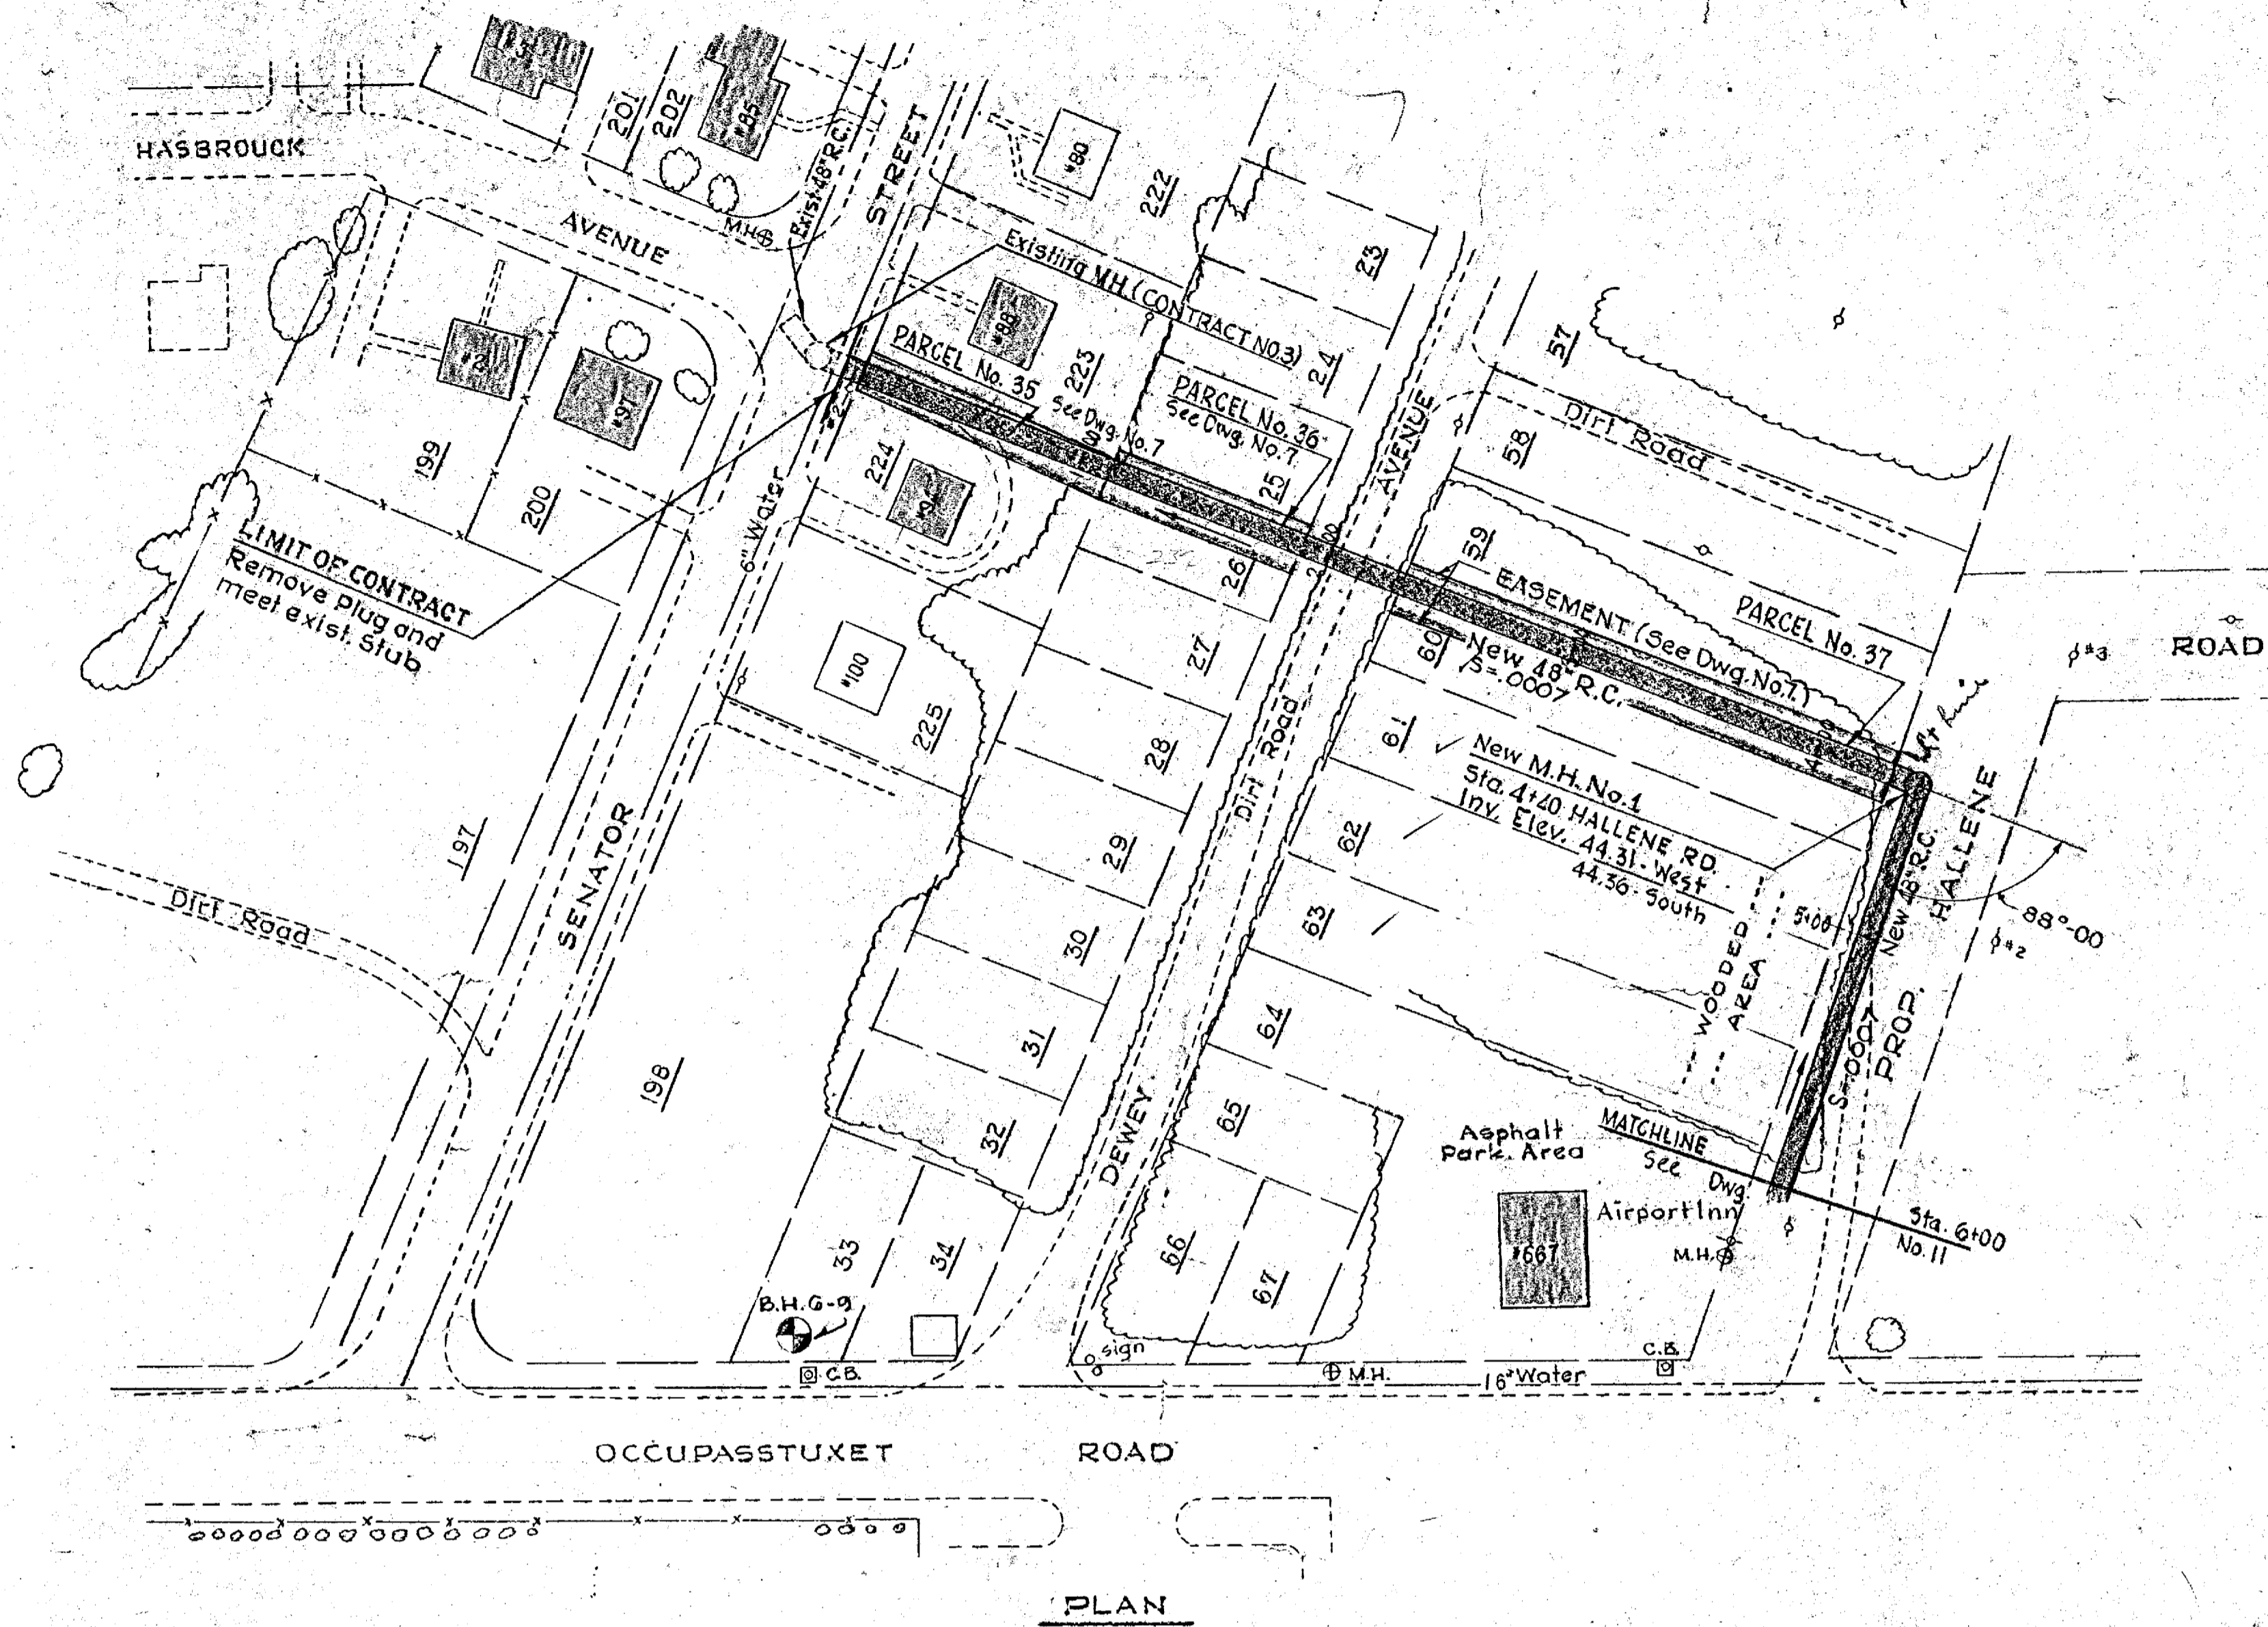 #85
201
202
HASBROUCK
AVENUE
M.H.
Exist. 48" R.C.
STREET
#80
222
23
57
Existing M.H. (CONTRACT NO.3)
#88
24
223
PARCEL No. 35
See Dwg. No. 7
PARCEL No. 36
See Dwg. No. 7
25
AVENUE
58
Dirt Road
#97
199
200
224
6" Water
26
59
EASEMENT (See Dwg. No.7)
PARCEL No. 37
ROAD
#3
LIMIT OF CONTRACT
Remove Plug and
meet exist. Stub
#100
225
27
60
New 48" R.C.
S=.0007
61
28
Dirt Road
New M.H. No. 1
Sta. 4+40 HALLENE RD.
Inv. Elev. 44.31 - West
44.36 - South
62
63
29
197
SENATOR
Dirt Road
30
New 48" R.C.
HALLENE
88°-00
#2
5+00
WOODED
AREA
S=.0007
PROP.
31
64
198
32
65
DEWEY
Asphalt
Park. Area
MATCHLINE
See Dwg.
Sta. 6+00
No. 11
Airport Inn
#667
M.H.
33
34
66
67
B.H. G-9
C.B.
sign
M.H.
16" Water
C.B.
OCCUPASSTUXET ROAD
PLAN